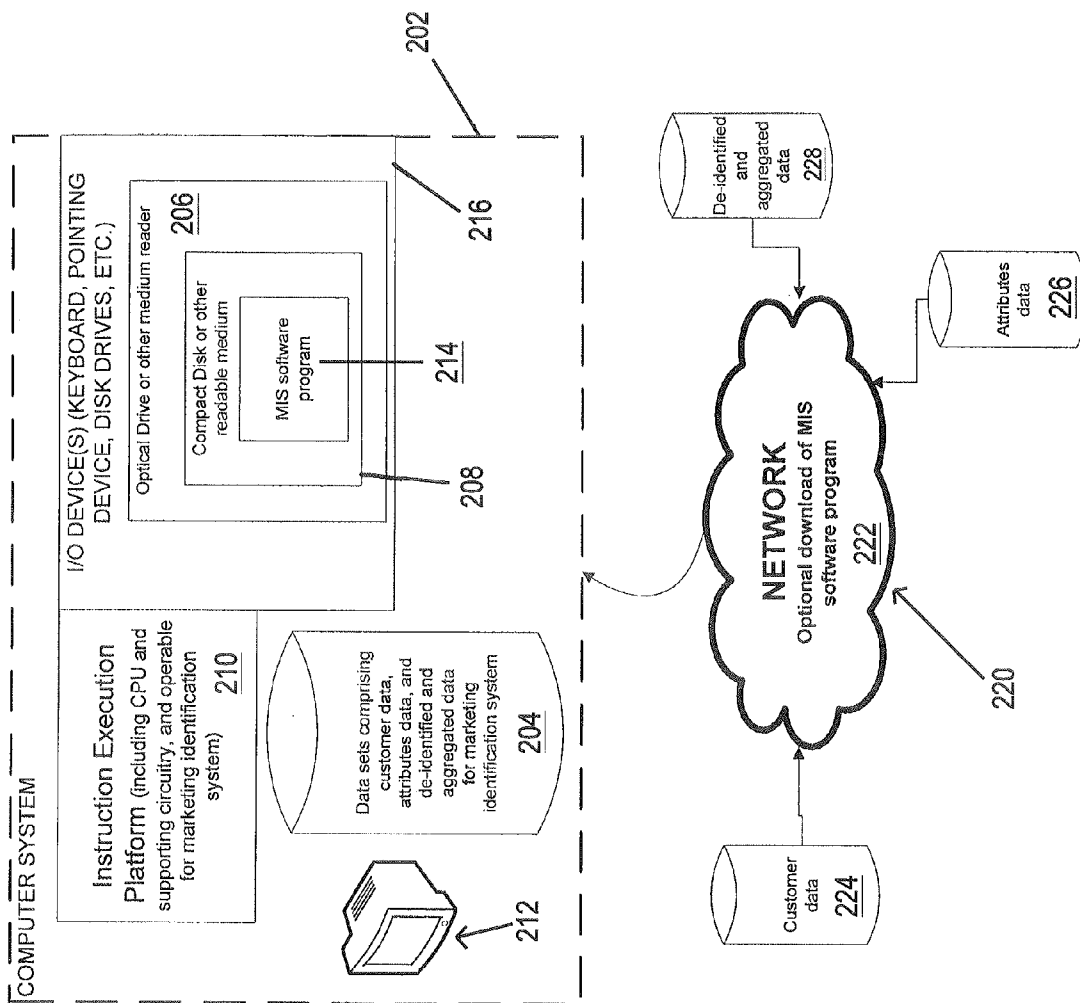 COMPUTER SYSTEM
Instruction Execution
Platform (including CPU and
supporting circuitry, and operable
for marketing identification
system)
210
I/O DEVICE(S) (KEYBOARD, POINTING
DEVICE, DISK DRIVES, ETC.)
Optical Drive or other medium reader
206
Compact Disk or other
readable medium
MIS software
program
214
208
216
202
212
Data sets comprising
customer data,
attributes data, and
de-identified and
aggregated data
for marketing
identification system
204
NETWORK
Optional download of MIS
software program
222
220
Customer
data
224
Attributes
data
226
De-identified
and
aggregated
data
228